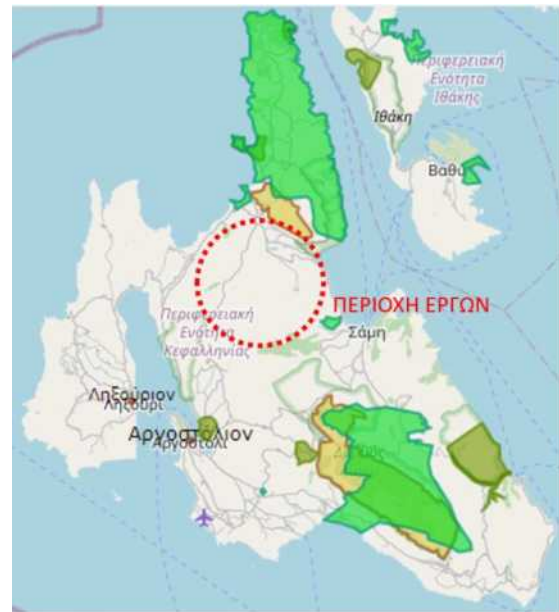 Περιφερειακή
Ενότητα
Ιθάκης
Ιθάκη
Βαθύ
ΠΕΡΙΟΧΗ ΕΡΓΩΝ
Περιφερειακή
Ενότητα
Κεφαλληνίας
Σάμη
Ληξούριον
Ληξούρι
Αργοστόλιον
Αργοστόλι